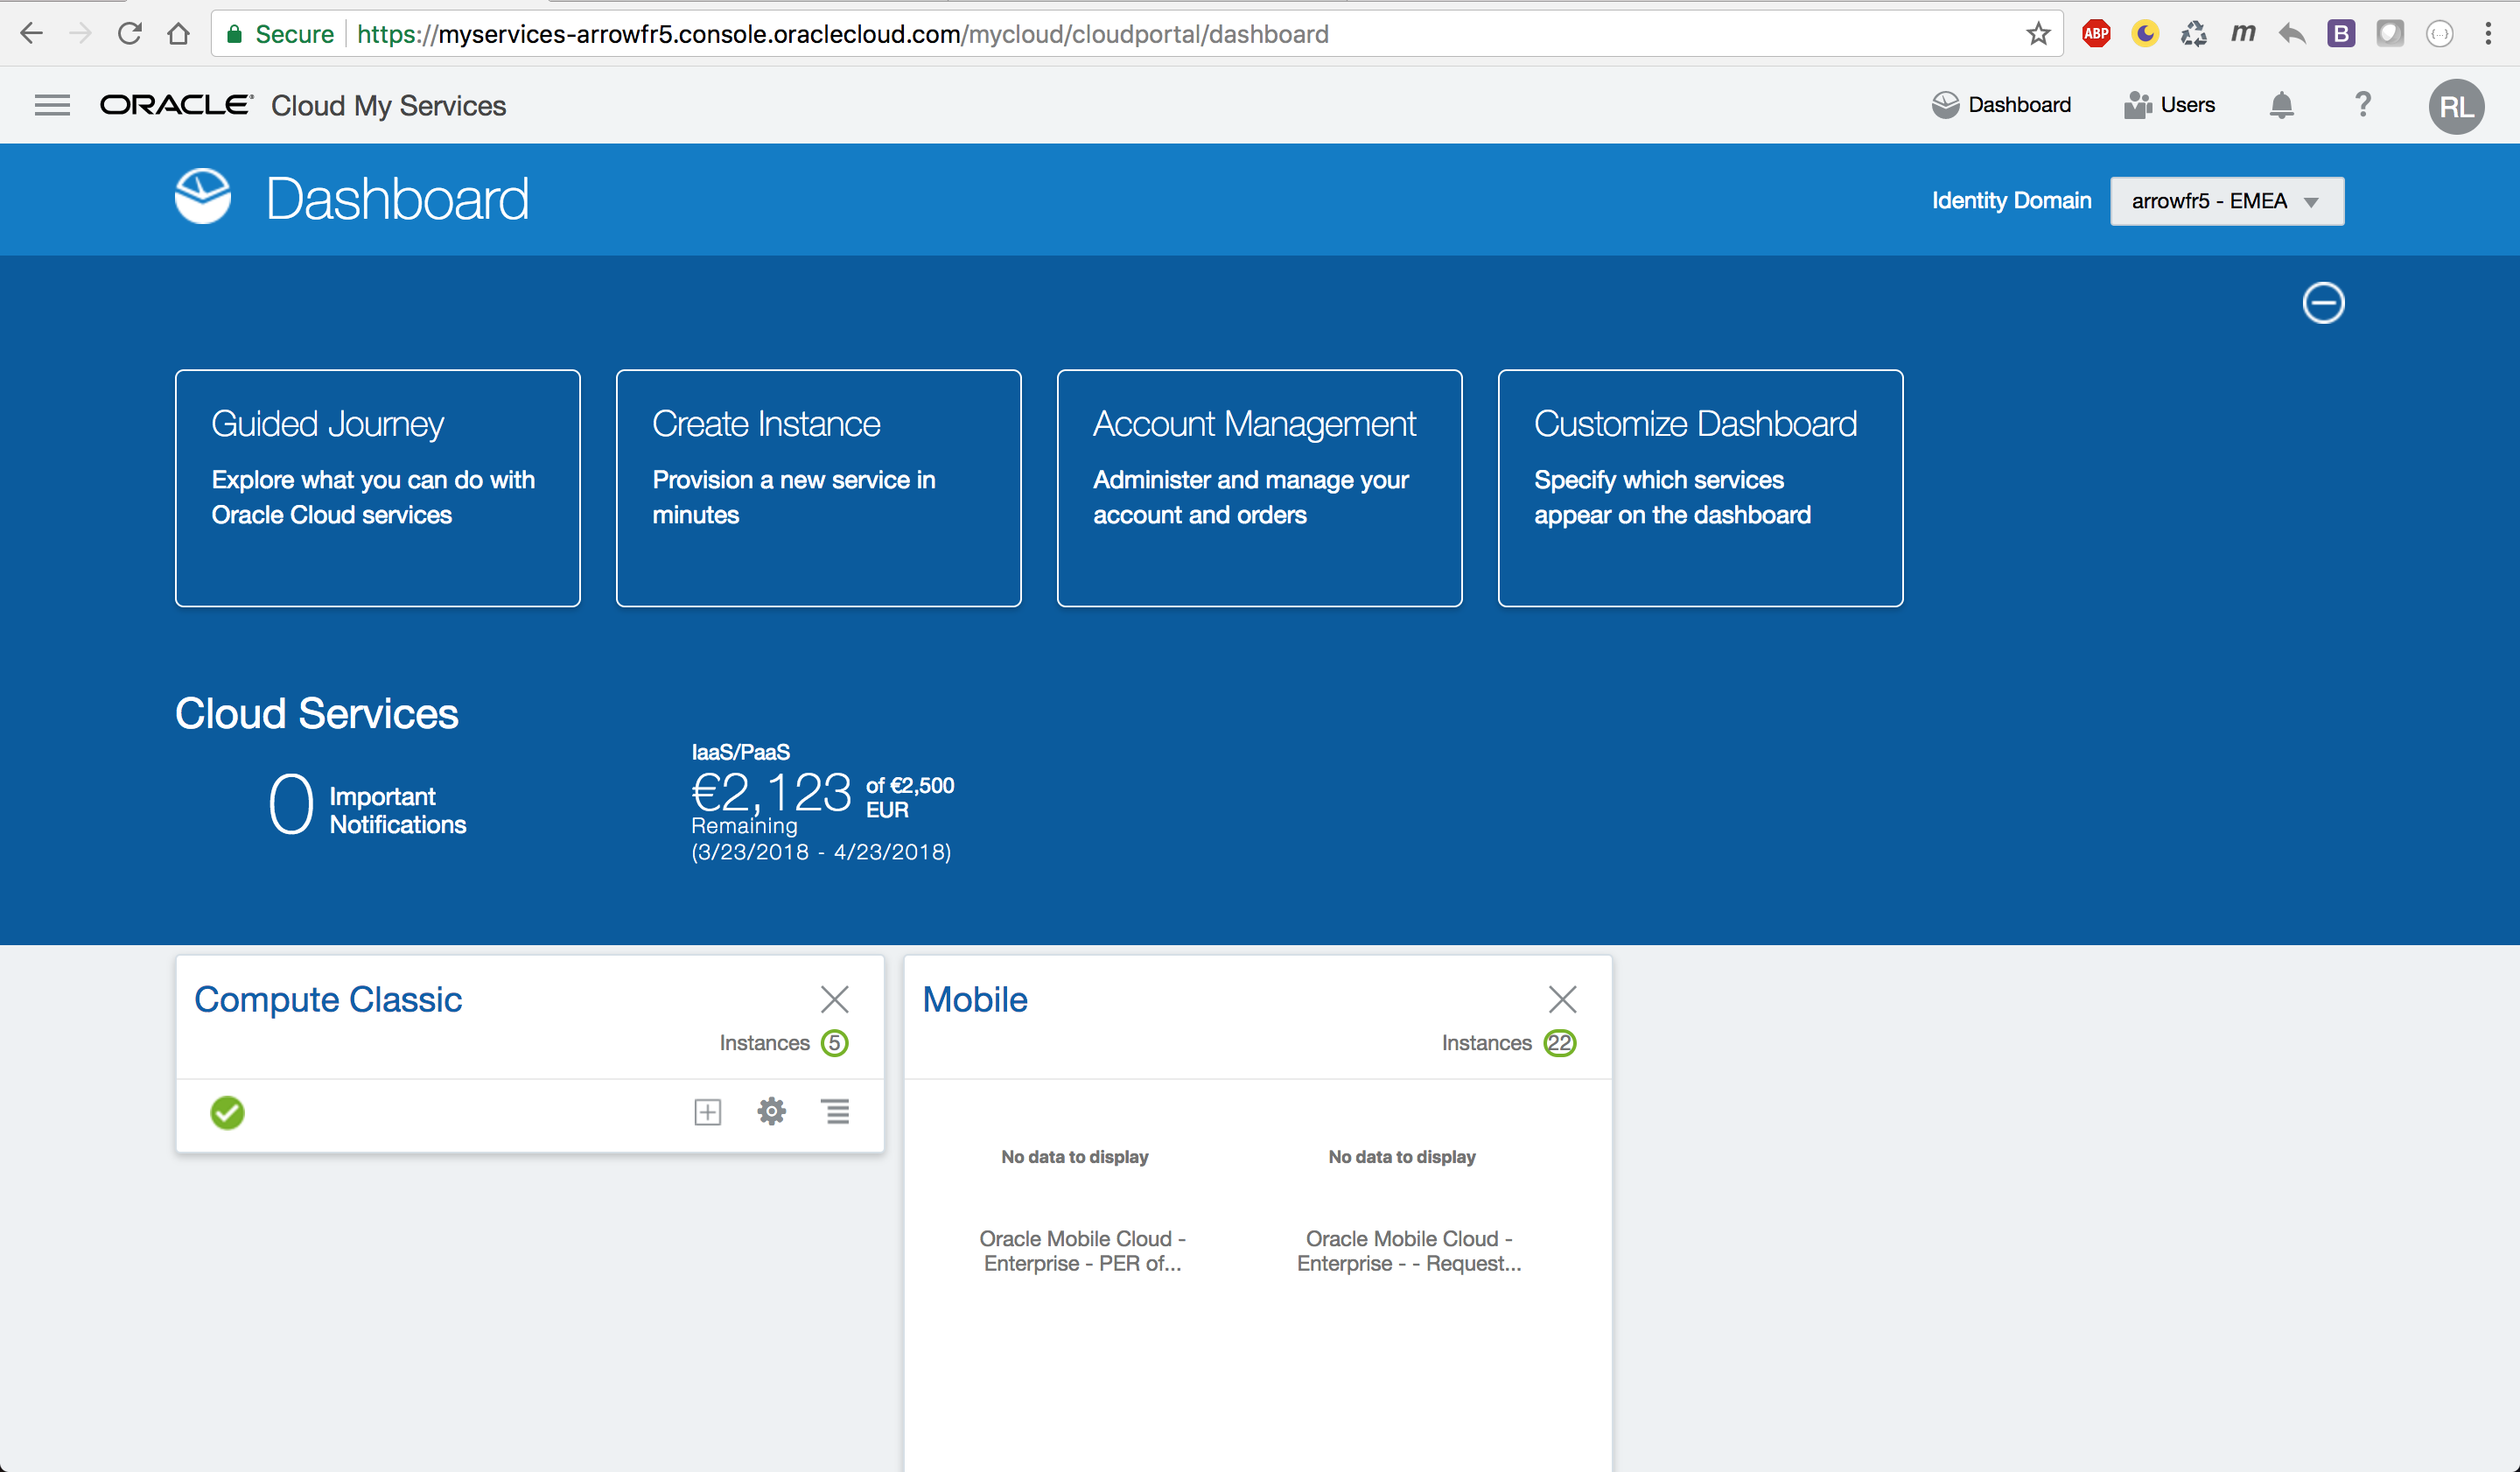 Secure https://myservices-arrowfr5.console.oraclecloud.com/mycloud/cloudportal/dashboard
ABP
m
B
{...}
ORACLE Cloud My Services
Dashboard
Users
?
RL
Dashboard
Identity Domain
arrowfr5 - EMEA
Guided Journey
Explore what you can do with
Oracle Cloud services
Create Instance
Provision a new service in
minutes
Account Management
Administer and manage your
account and orders
Customize Dashboard
Specify which services
appear on the dashboard
Cloud Services
0 Important
Notifications
IaaS/PaaS
€2,123 of €2,500
EUR
Remaining
(3/23/2018 - 4/23/2018)
Compute Classic
Instances 5
Mobile
Instances 22
No data to display
Oracle Mobile Cloud -
Enterprise - PER of...
No data to display
Oracle Mobile Cloud -
Enterprise - - Request...